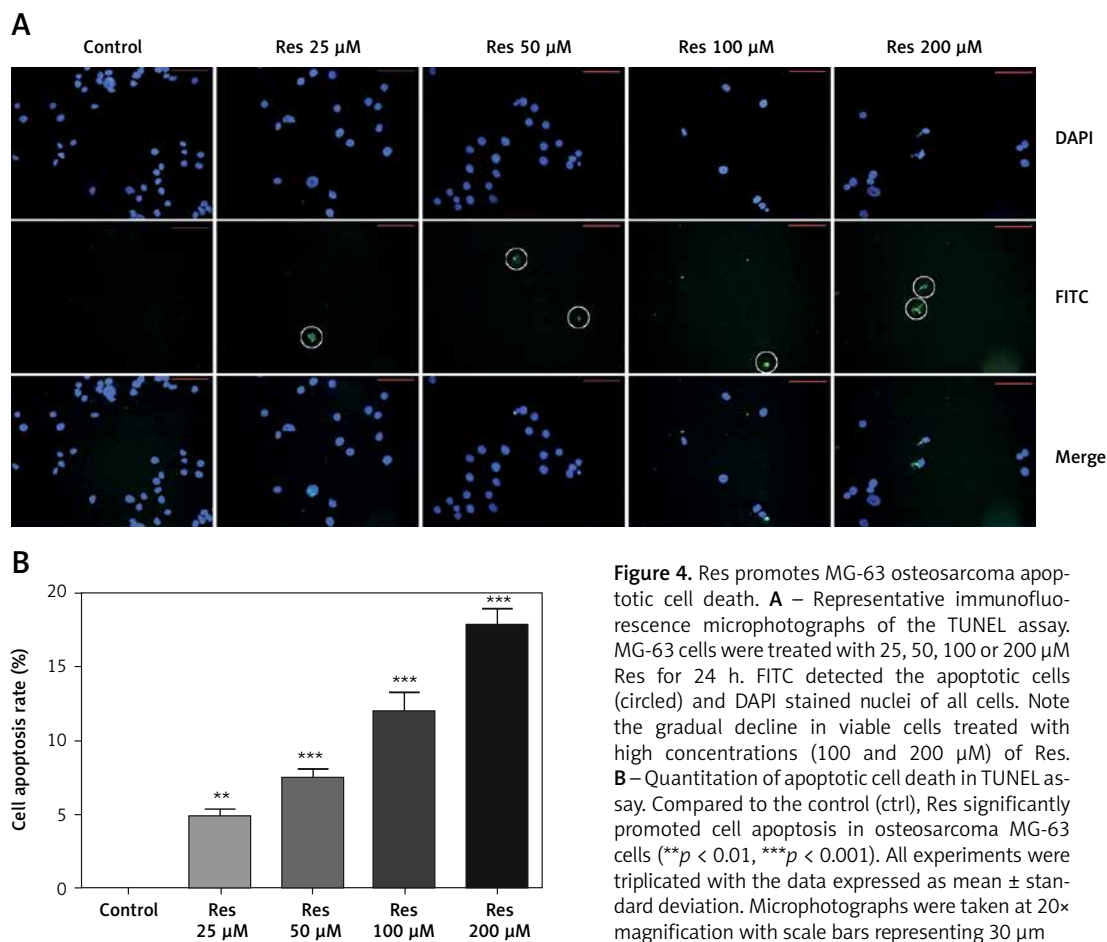 A
Control Res 25 µM Res 50 µM Res 100 µM Res 200 µM
DAPI
FITC
Merge
B
Cell apoptosis rate (%)
20
15
10
5
0
**
***
***
***
Control Res 25 µM Res 50 µM Res 100 µM Res 200 µM
Figure 4. Res promotes MG-63 osteosarcoma apop-
totic cell death. A – Representative immunofluo-
rescence microphotographs of the TUNEL assay.
MG-63 cells were treated with 25, 50, 100 or 200 µM
Res for 24 h. FITC detected the apoptotic cells
(circled) and DAPI stained nuclei of all cells. Note
the gradual decline in viable cells treated with
high concentrations (100 and 200 µM) of Res.
B – Quantitation of apoptotic cell death in TUNEL as-
say. Compared to the control (ctrl), Res significantly
promoted cell apoptosis in osteosarcoma MG-63
cells (**p < 0.01, ***p < 0.001). All experiments were
triplicated with the data expressed as mean ± stan-
dard deviation. Microphotographs were taken at 20×
magnification with scale bars representing 30 µm